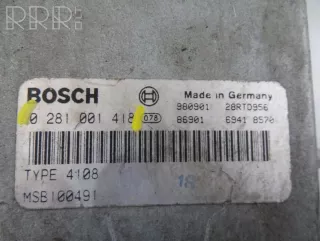 RRR
BOSCH
Made in Germany
980901 28RTD956
0 281 001 418 078
86901 6941 8570
TYPE 4108
MSB100491